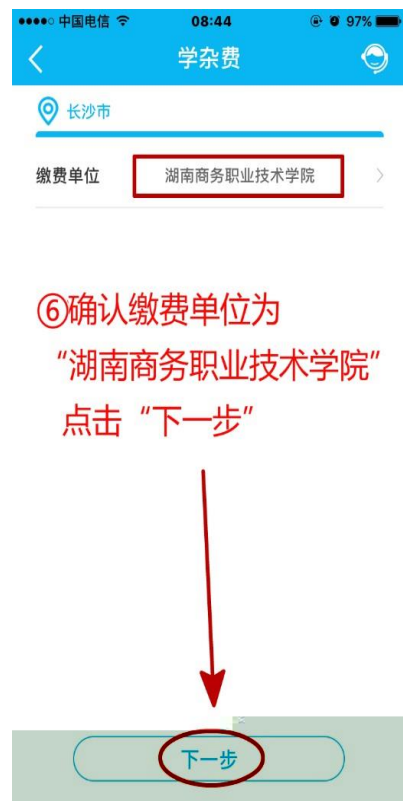 中国电信 08:44 97%
学杂费
长沙市
缴费单位 湖南商务职业技术学院
⑥确认缴费单位为
“湖南商务职业技术学院”
点击“下一步”
下一步